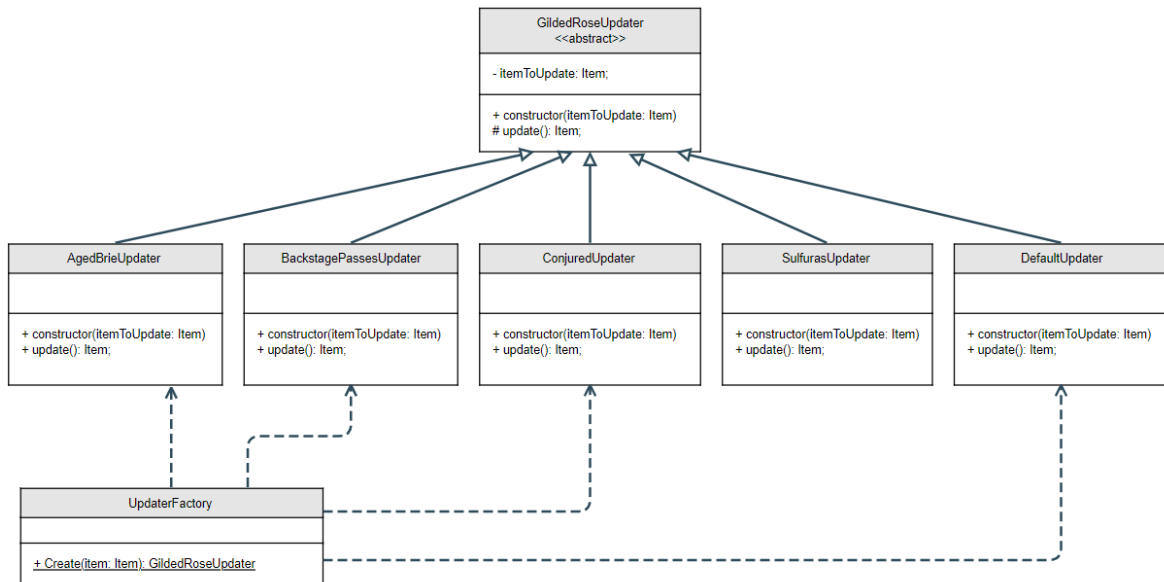 GildedRoseUpdater
<<abstract>>
- itemToUpdate: Item;
+ constructor(itemToUpdate: Item)
# update(): Item;
AgedBrieUpdater
+ constructor(itemToUpdate: Item)
+ update(): Item;
BackstagePassesUpdater
+ constructor(itemToUpdate: Item)
+ update(): Item;
ConjuredUpdater
+ constructor(itemToUpdate: Item)
+ update(): Item;
SulfurasUpdater
+ constructor(itemToUpdate: Item)
+ update(): Item;
DefaultUpdater
+ constructor(itemToUpdate: Item)
+ update(): Item;
UpdaterFactory
+ Create(item: Item): GildedRoseUpdater